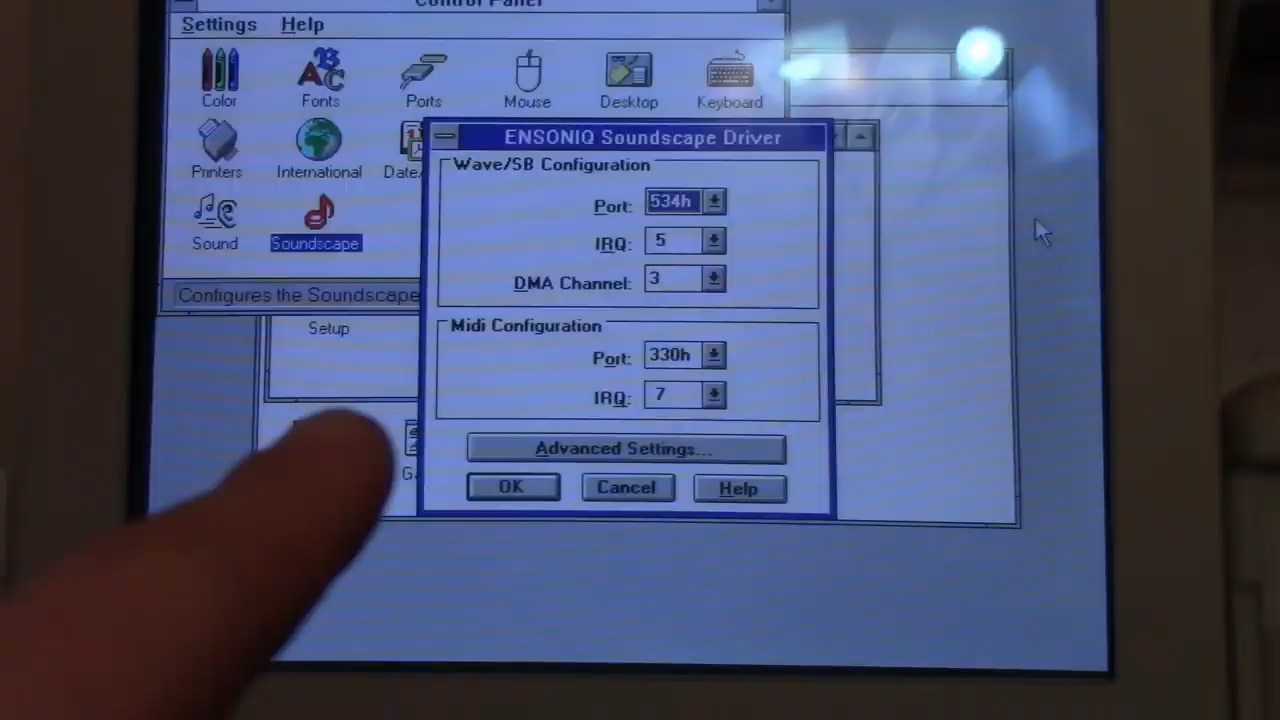 Control Panel
Settings Help
Color Fonts Ports Mouse Desktop Keyboard
Printers International
Sound Soundscape
Configures the Soundscape
Setup
ENSONIQ Soundscape Driver
Wave/SB Configuration
Port: 534h
IRQ: 5
DMA Channel: 3
Midi Configuration
Port: 330h
IRQ: 7
Advanced Settings...
OK Cancel Help